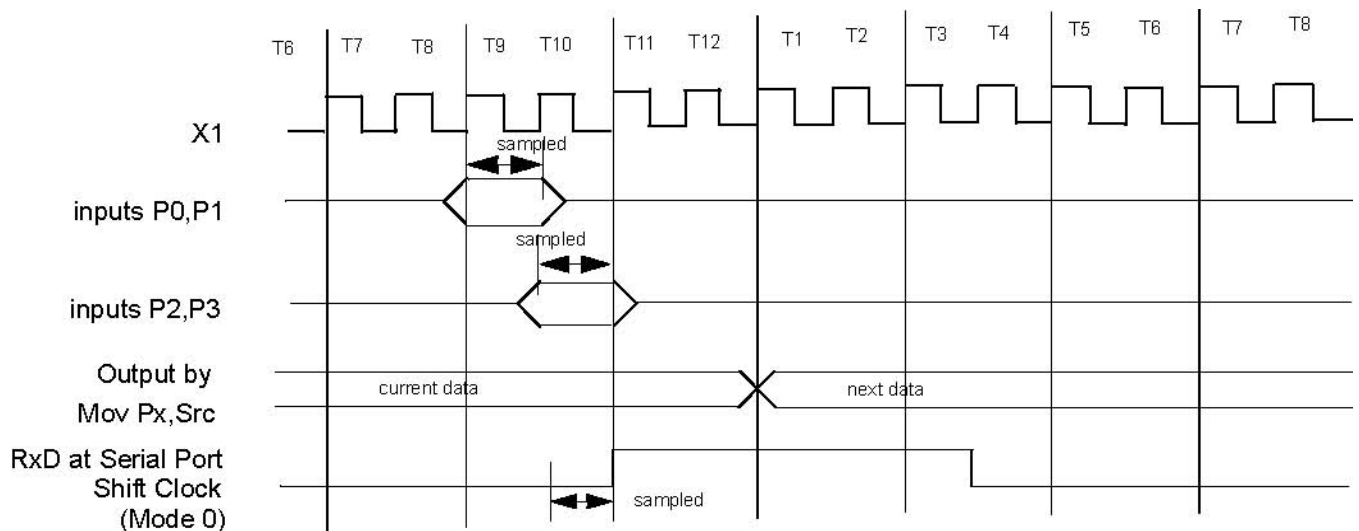 T6 T7 T8 T9 T10 T11 T12 T1 T2 T3 T4 T5 T6 T7 T8
X1
sampled
inputs P0,P1
sampled
inputs P2,P3
Output by
current data next data
Mov Px,Src
RxD at Serial Port
Shift Clock sampled
(Mode 0)